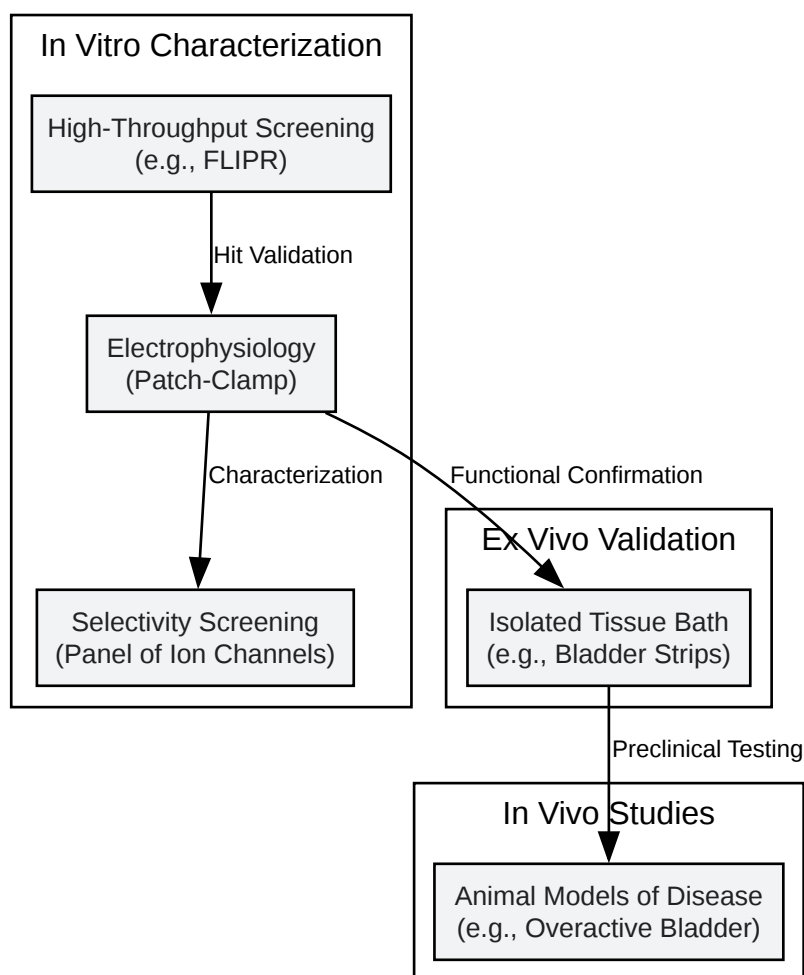 In Vitro Characterization
High-Throughput Screening
(e.g., FLIPR)
Hit Validation
Electrophysiology
(Patch-Clamp)
Characterization
Functional Confirmation
Selectivity Screening
(Panel of Ion Channels)
Ex Vivo Validation
Isolated Tissue Bath
(e.g., Bladder Strips)
Preclinical Testing
In Vivo Studies
Animal Models of Disease
(e.g., Overactive Bladder)